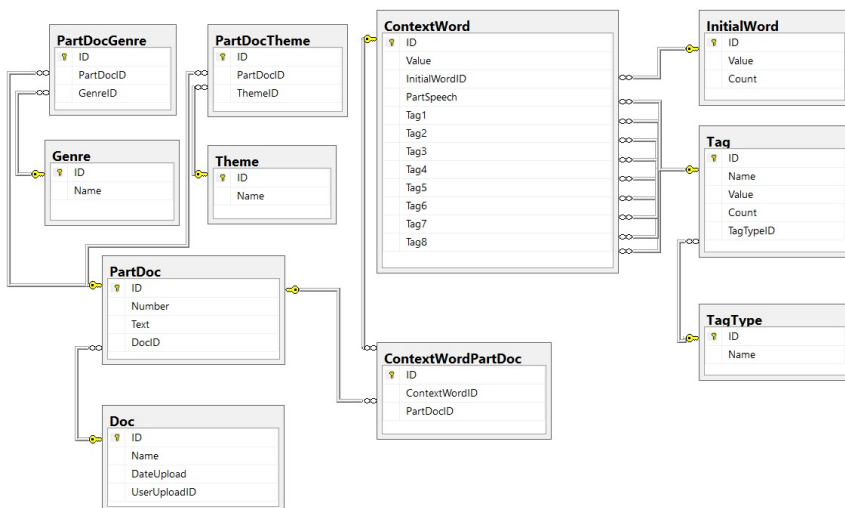 PartDocGenre
ID
PartDocID
GenreID
PartDocTheme
ID
PartDocID
ThemeID
ContextWord
ID
Value
InitialWordID
PartSpeech
Tag1
Tag2
Tag3
Tag4
Tag5
Tag6
Tag7
Tag8
InitialWord
ID
Value
Count
Genre
ID
Name
Theme
ID
Name
Tag
ID
Name
Value
Count
TagTypeID
PartDoc
ID
Number
Text
DocID
TagType
ID
Name
ContextWordPartDoc
ID
ContextWordID
PartDocID
Doc
ID
Name
DateUpload
UserUploadID